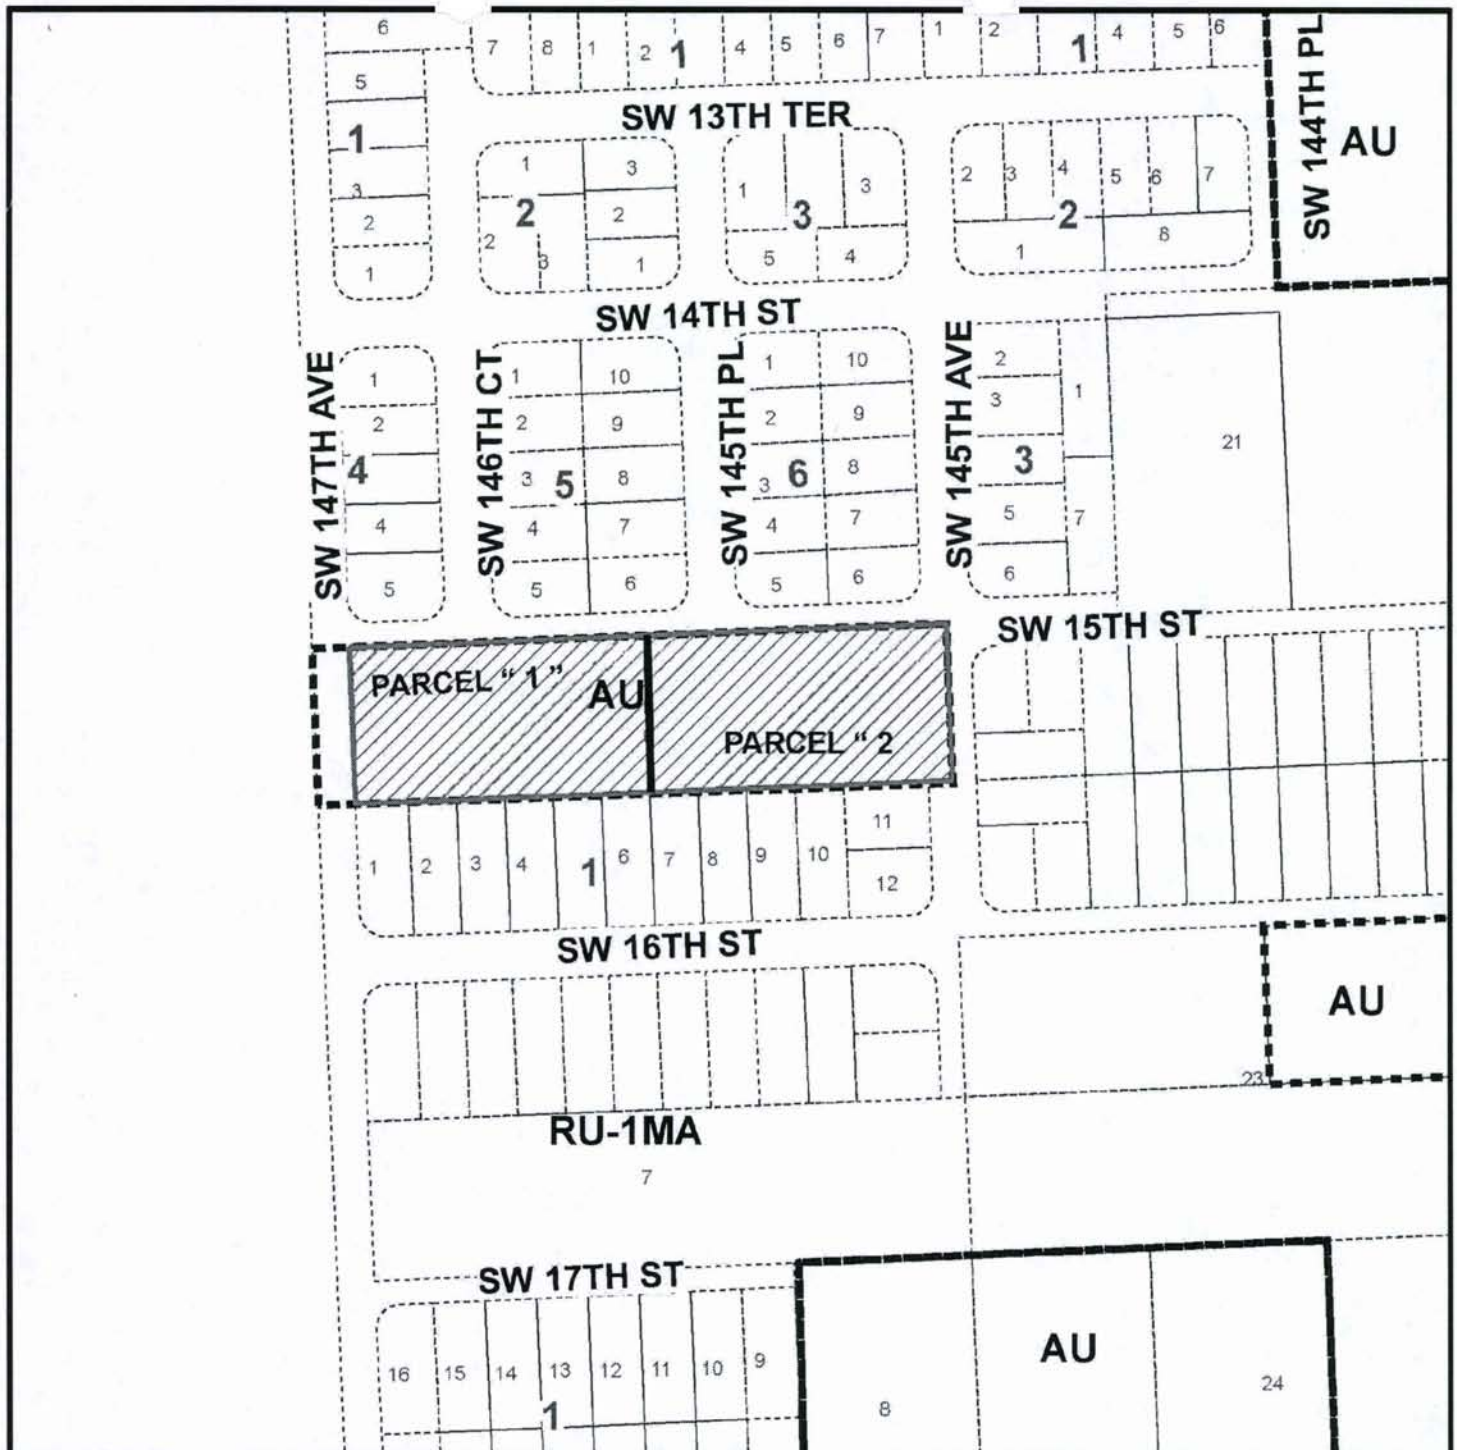 6
7 8 1 2 1 4 5 6 7 1 2 1 4 5 6
5
SW 13TH TER
SW 144TH PL
AU
1
3
2
1
1 3
2 2
2 3 1
1 3
3
5 4
2 3 4 5 6 7
2
1 8
SW 14TH ST
SW 147TH AVE
SW 146TH CT
SW 145TH PL
SW 145TH AVE
1
2
4
4
5
1 10
2 9
3 5 8
4 7
5 6
1 10
2 9
3 6 8
4 7
5 6
2
3 1
3
5 7
6
21
SW 15TH ST
PARCEL “ 1 ”
AU
PARCEL “ 2
1 2 3 4 1 6 7 8 9 10 11
12
SW 16TH ST
AU
23
RU-1MA
7
SW 17TH ST
16 15 14 13 12 11 10 9
1
AU
8
24